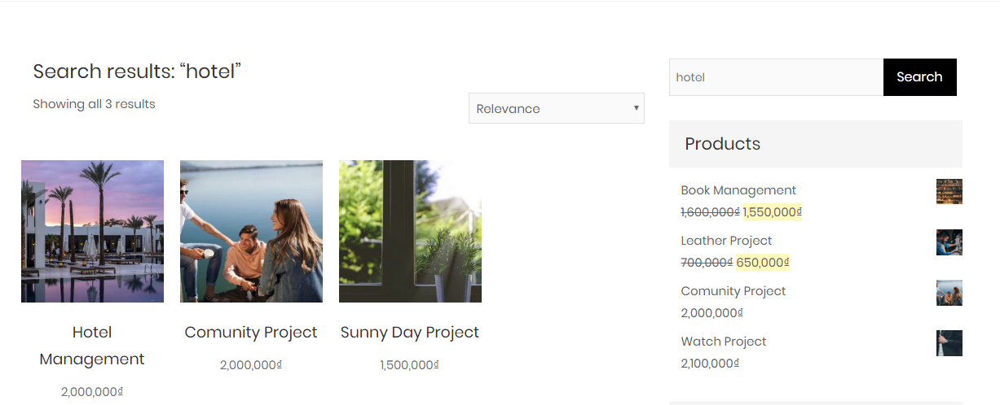 Search results: “hotel”
Showing all 3 results
Relevance
Hotel
Management
2,000,000₫
Comunity Project
2,000,000₫
Sunny Day Project
1,500,000₫
hotel
Search
Products
Book Management
1,600,000₫ 1,550,000₫
Leather Project
700,000₫ 650,000₫
Comunity Project
2,000,000₫
Watch Project
2,100,000₫